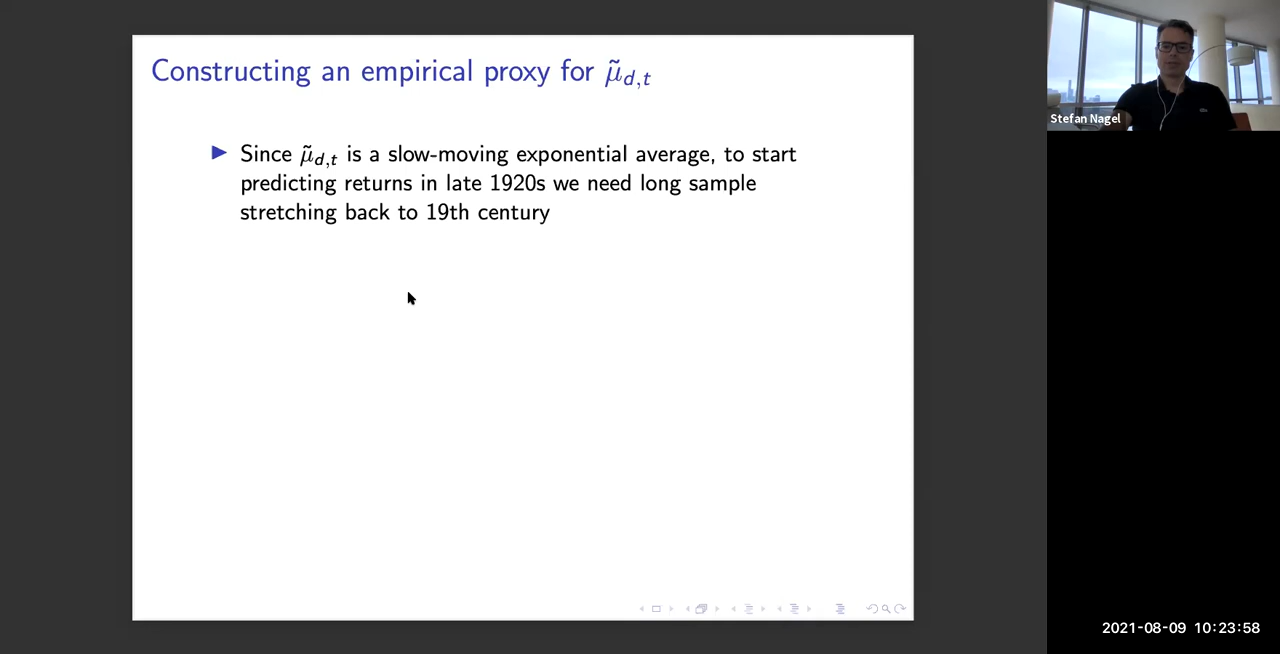 Constructing an empirical proxy for μ̃d,t
Stefan Nagel
▶ Since μ̃d,t is a slow-moving exponential average, to start
predicting returns in late 1920s we need long sample
stretching back to 19th century
2021-08-09 10:23:58